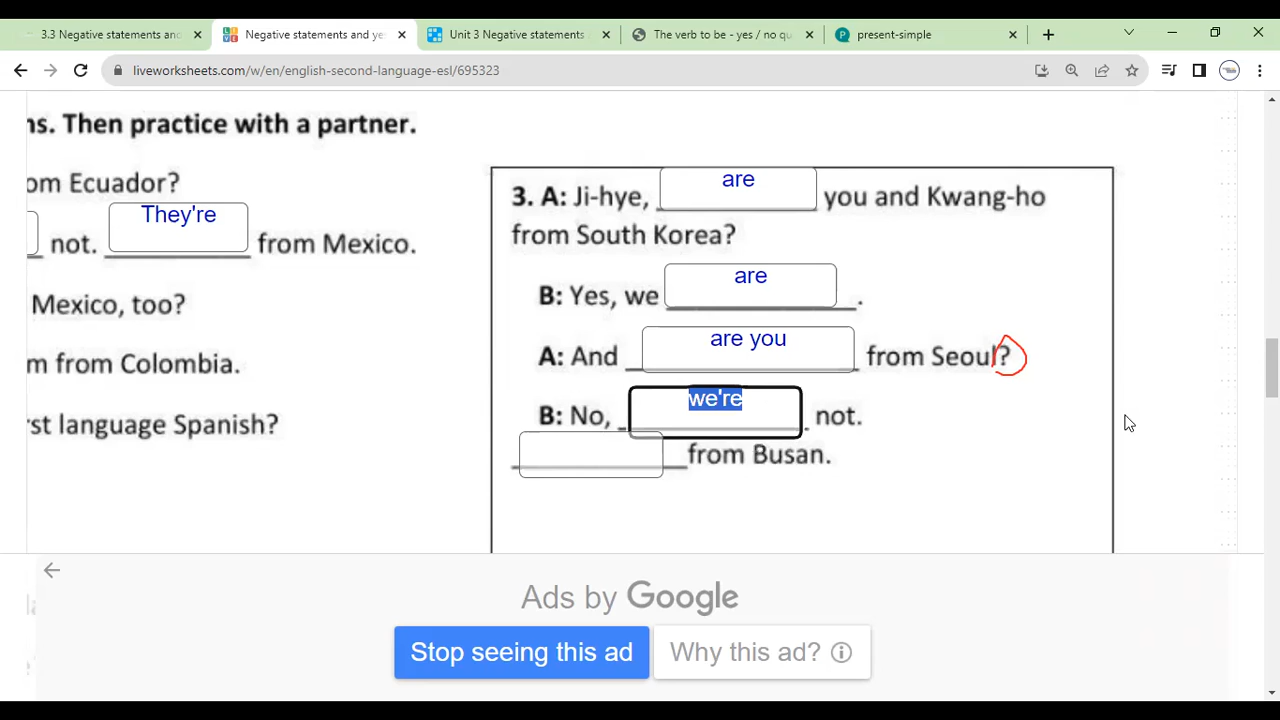 3.3 Negative statements and
Negative statements and ye
Unit 3 Negative statements
The verb to be - yes / no qu
present-simple
liveworksheets.com/w/en/english-second-language-esl/695323
ns. Then practice with a partner.
om Ecuador?
not. They're from Mexico.
Mexico, too?
m from Colombia.
rst language Spanish?
3. A: Ji-hye, are you and Kwang-ho
from South Korea?
B: Yes, we are.
A: And are you from Seoul?
B: No, we're not.
from Busan.
Ads by Google
Stop seeing this ad
Why this ad?